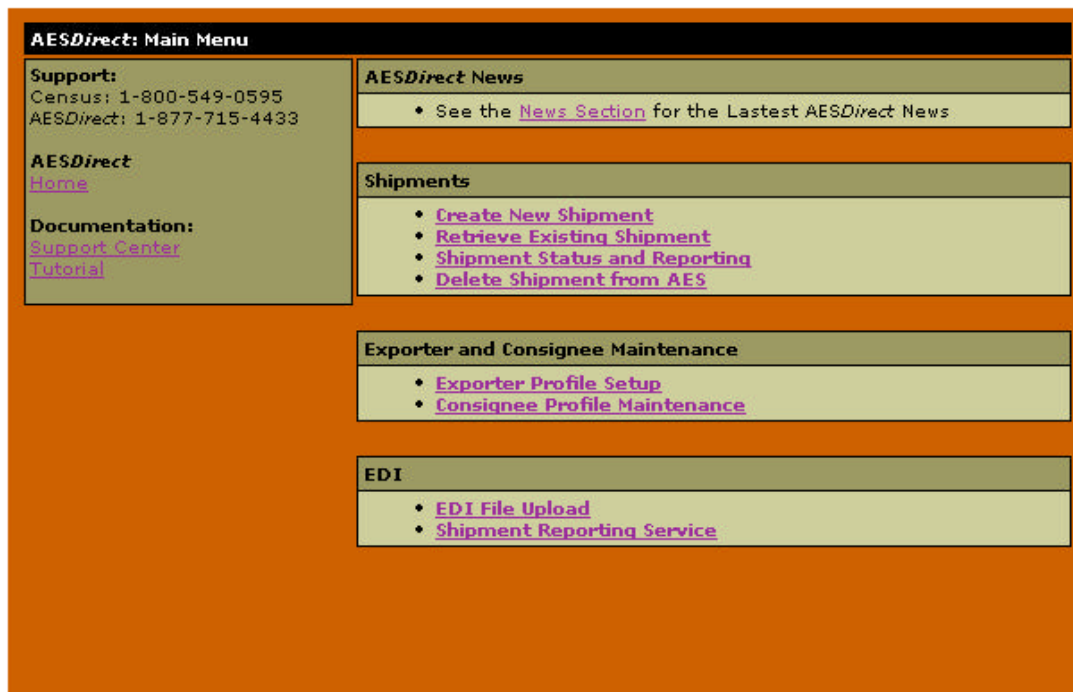 AESDirect: Main Menu
Support:
Census: 1-800-549-0595
AESDirect: 1-877-715-4433
AESDirect
Home
Documentation:
Support Center
Tutorial
AESDirect News
• See the News Section for the Lastest AESDirect News
Shipments
• Create New Shipment
• Retrieve Existing Shipment
• Shipment Status and Reporting
• Delete Shipment from AES
Exporter and Consignee Maintenance
• Exporter Profile Setup
• Consignee Profile Maintenance
EDI
• EDI File Upload
• Shipment Reporting Service